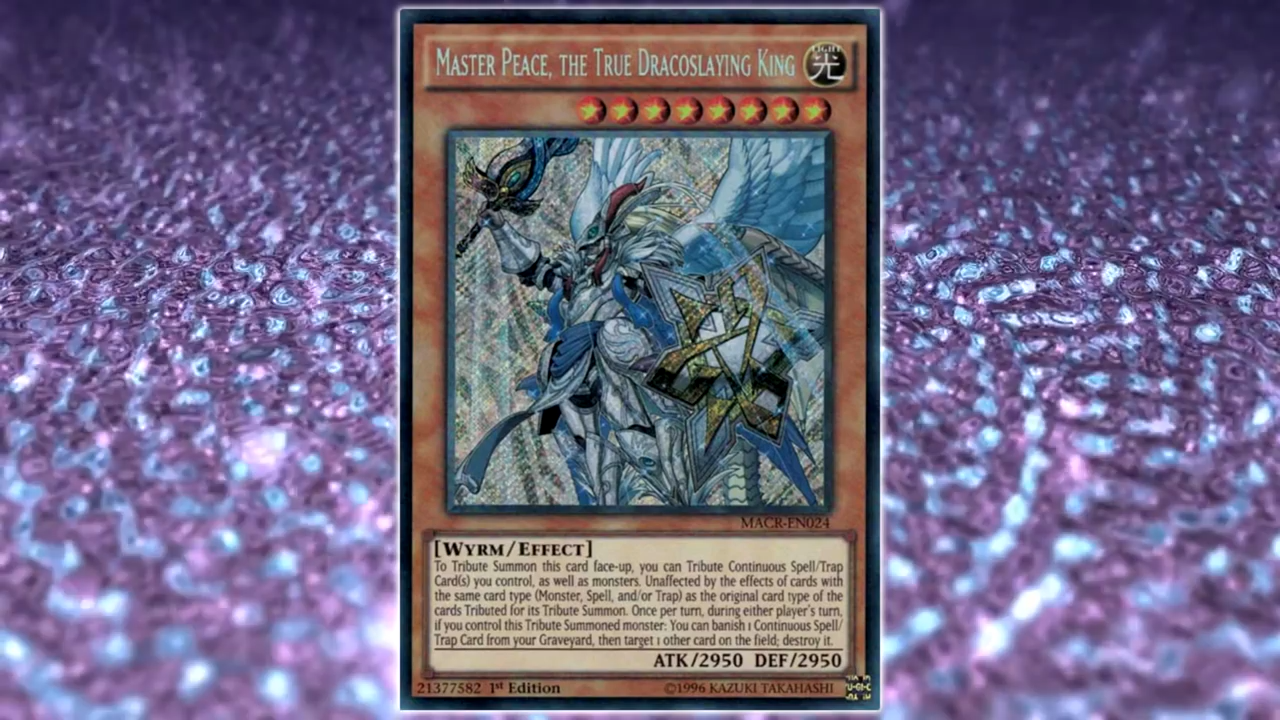 MASTER PEACE, THE TRUE DRACOSLAYING KING
LIGHT
光
MACR-EN024
[WYRM/EFFECT]
To Tribute Summon this card face-up, you can Tribute Continuous Spell/Trap
Card(s) you control, as well as monsters. Unaffected by the effects of cards with
the same card type (Monster, Spell, and/or Trap) as the original card type of the
cards Tributed for its Tribute Summon. Once per turn, during either player's turn,
if you control this Tribute Summoned monster: You can banish 1 Continuous Spell/
Trap Card from your Graveyard, then target 1 other card on the field; destroy it.
ATK/2950 DEF/2950
21377582 1st Edition ©1996 KAZUKI TAKAHASHI